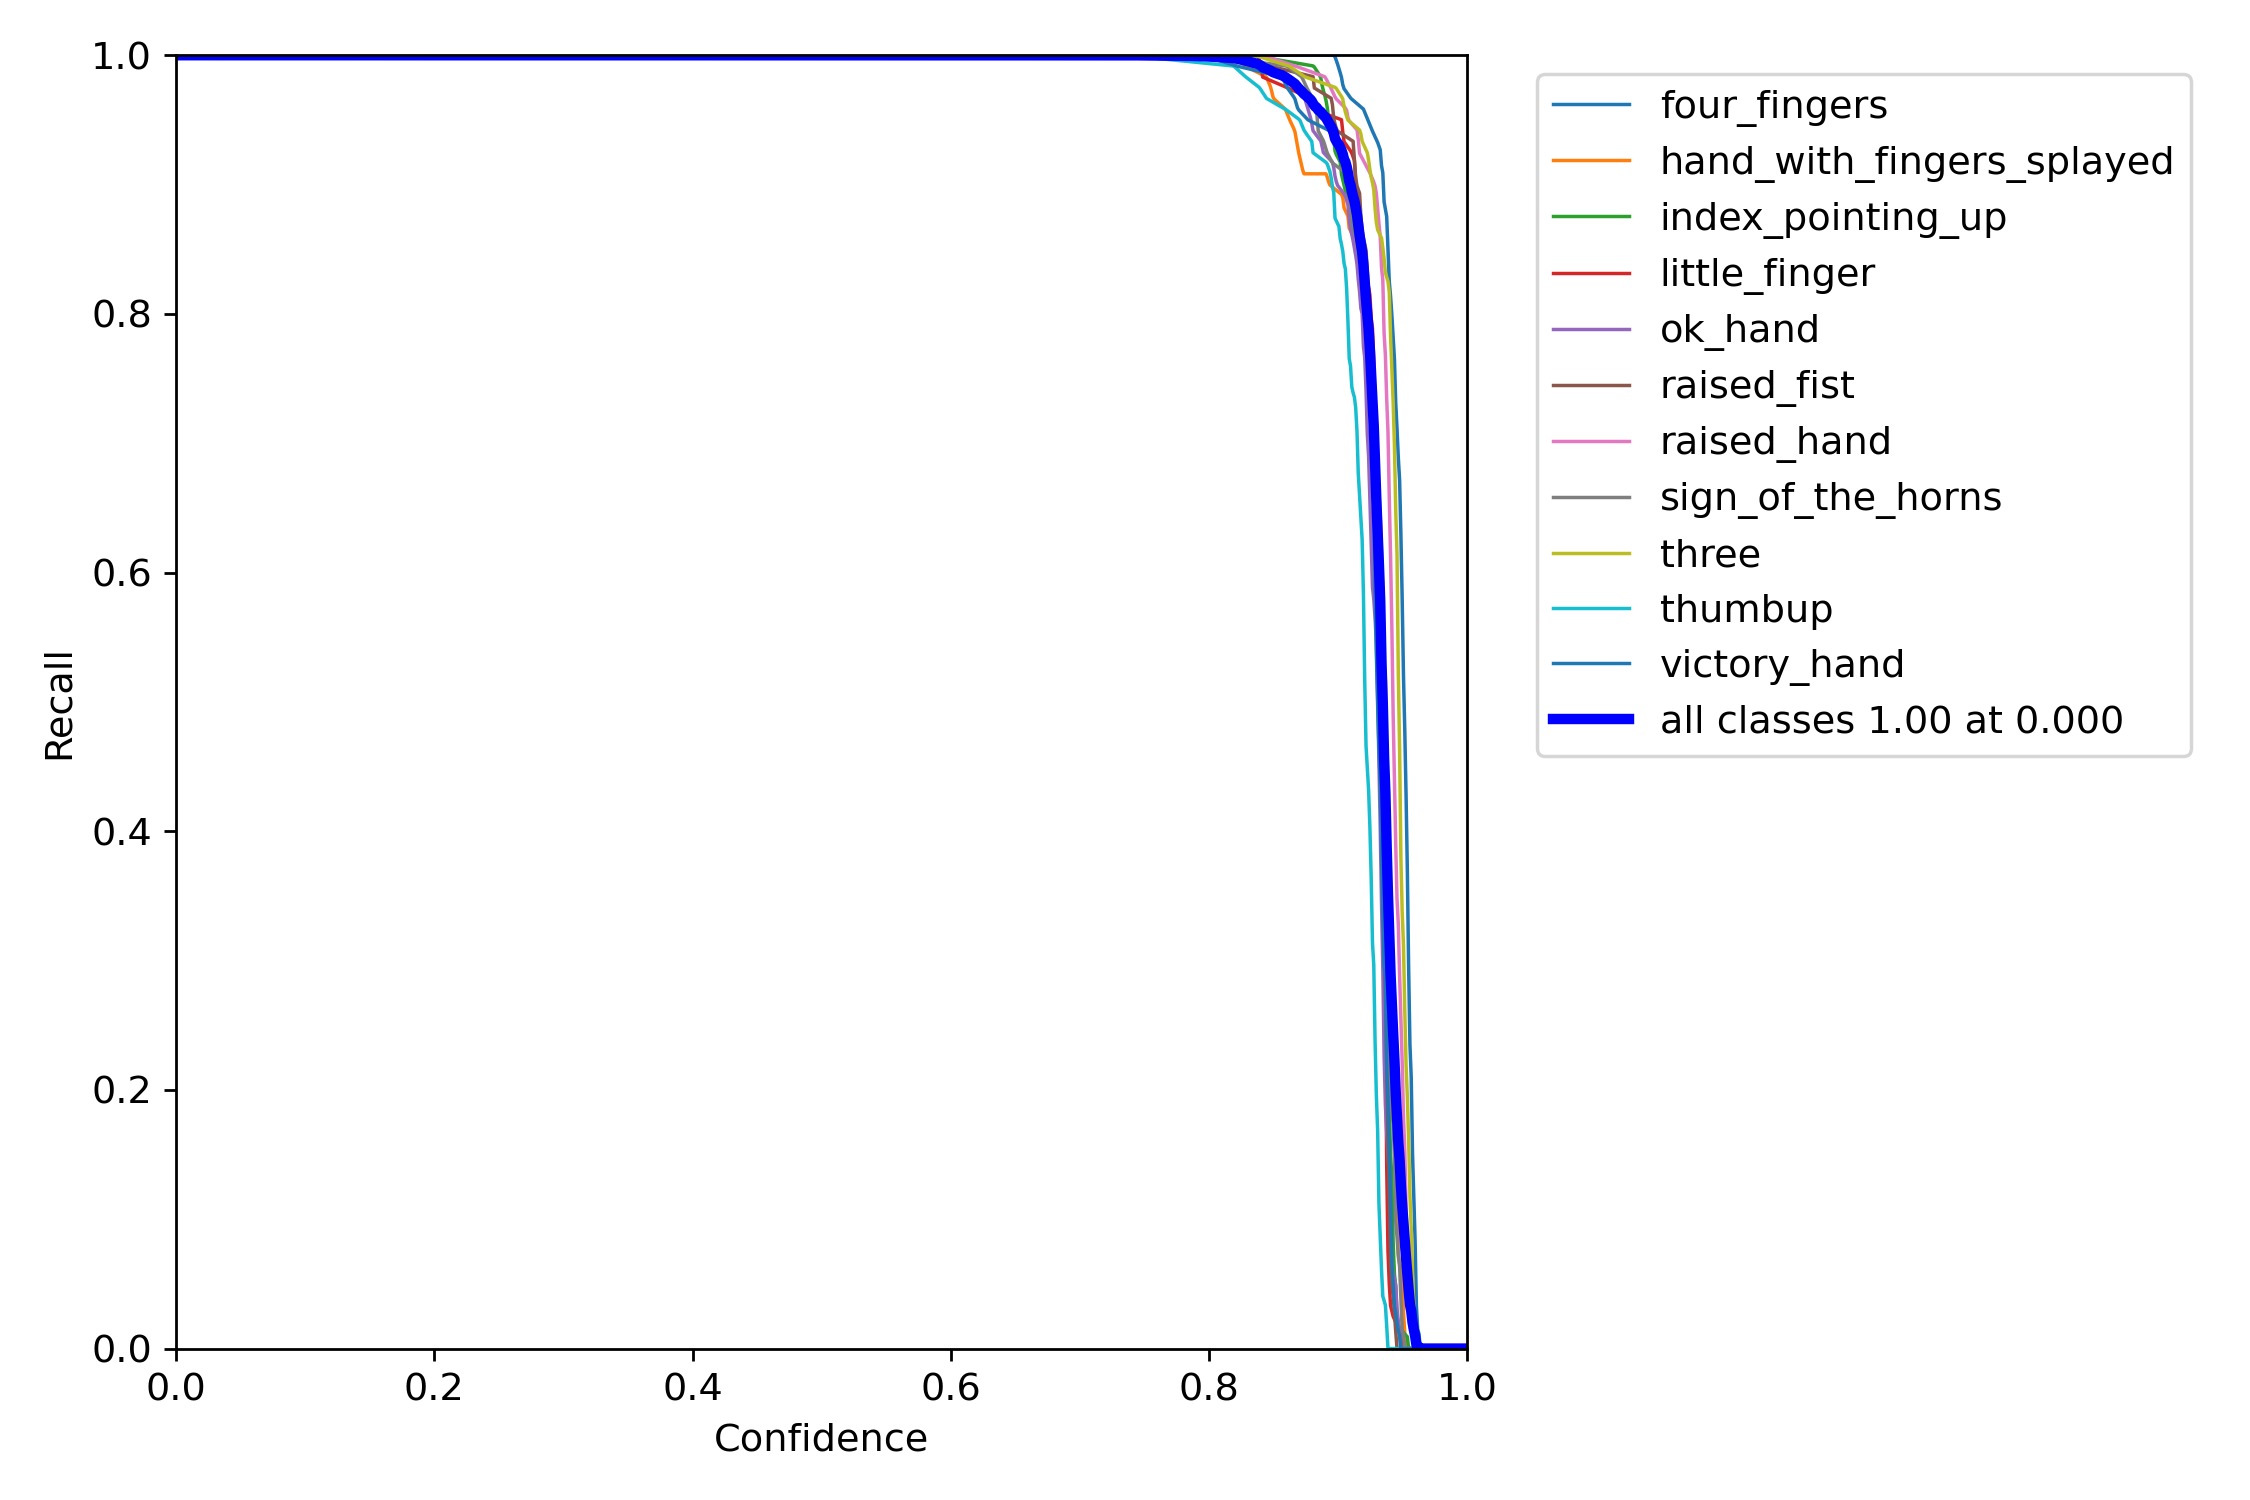 1.0
0.8
0.6
0.4
0.2
0.0
0.0 0.2 0.4 0.6 0.8 1.0
Recall
Confidence
four_fingers
hand_with_fingers_splayed
index_pointing_up
little_finger
ok_hand
raised_fist
raised_hand
sign_of_the_horns
three
thumbup
victory_hand
all classes 1.00 at 0.000